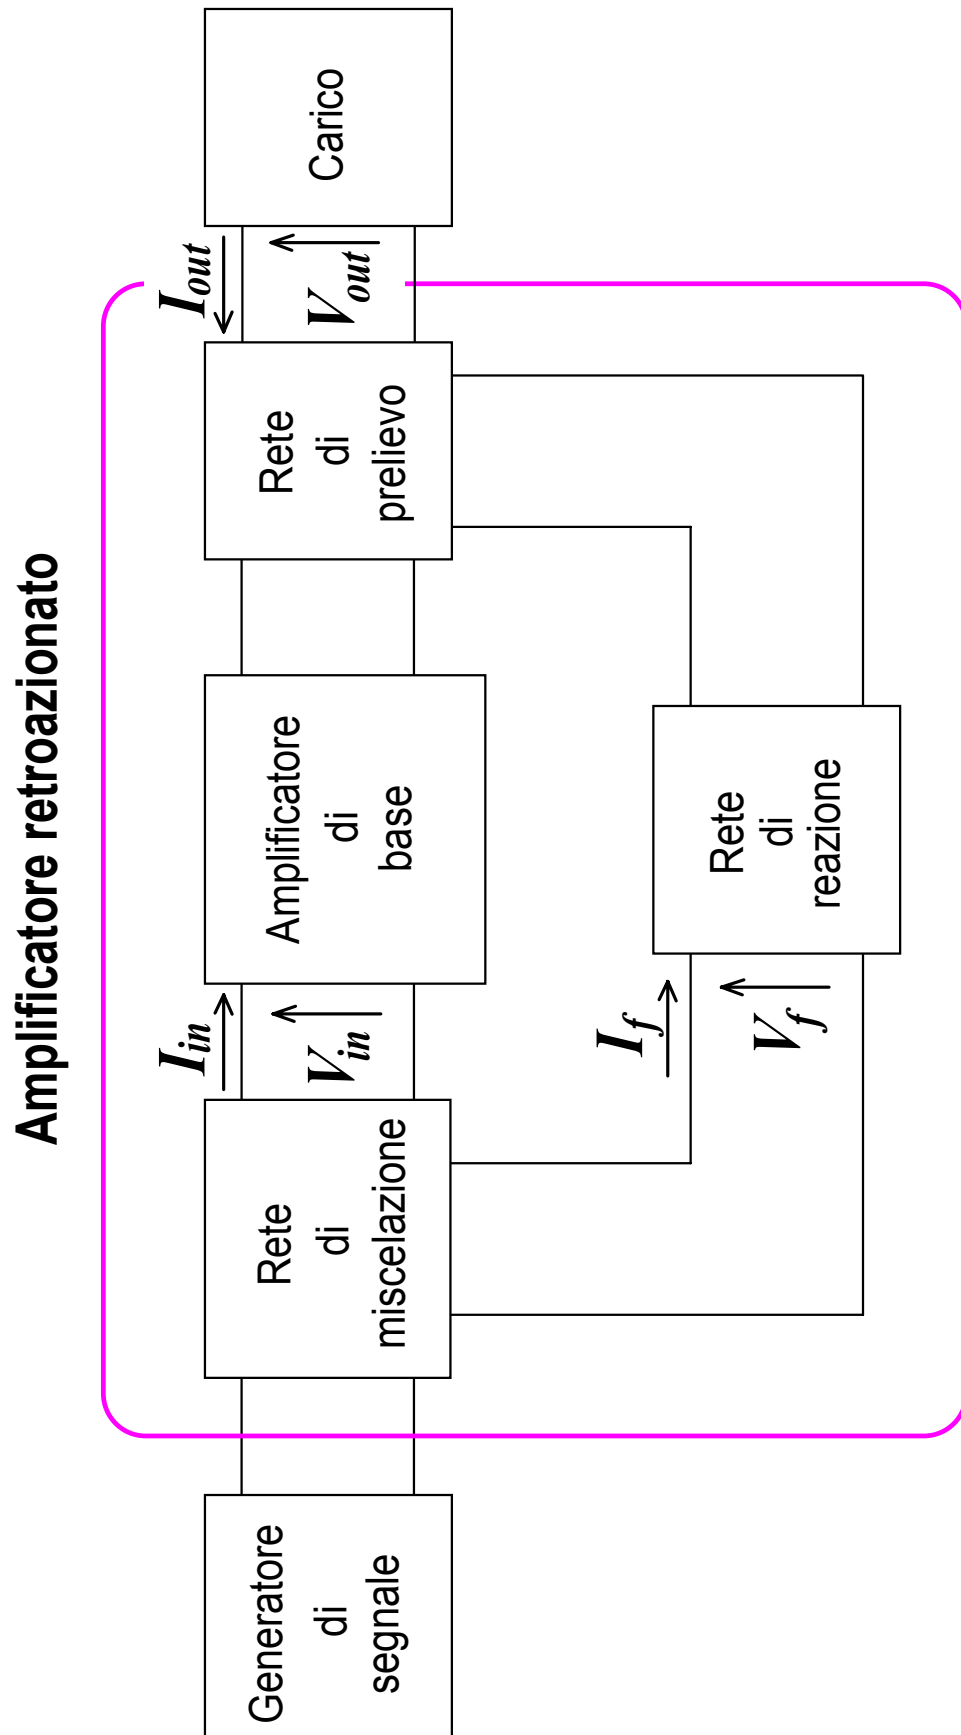 Amplificatore retroazionato
Generatore
di
segnale
Rete
di
miscelazione
I_in
V_in
Amplificatore
di
base
Rete
di
prelievo
I_out
V_out
Carico
I_f
V_f
Rete
di
reazione